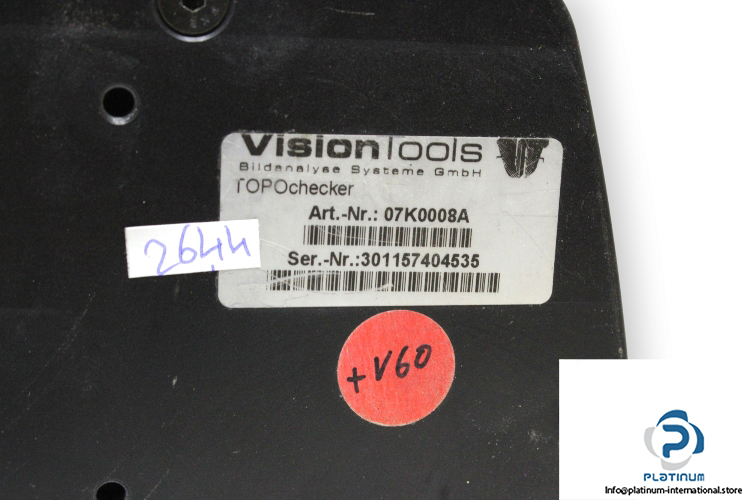 VisionTools
Bildanalyse Systeme GmbH
TOPOchecker
Art.-Nr.: 07K0008A
Ser.-Nr.:301157404535
2644
+V60
PLATINUM
Info@platinum-international.store